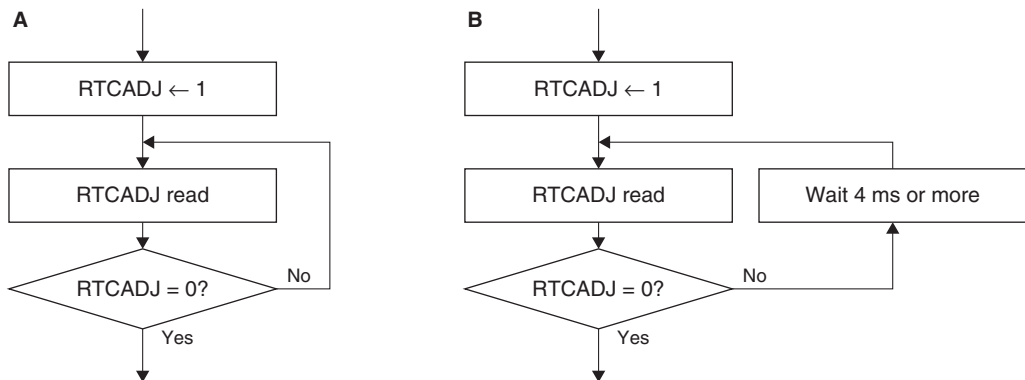 A
RTCADJ ← 1
RTCADJ read
RTCADJ = 0?
No
Yes
B
RTCADJ ← 1
RTCADJ read
Wait 4 ms or more
RTCADJ = 0?
No
Yes